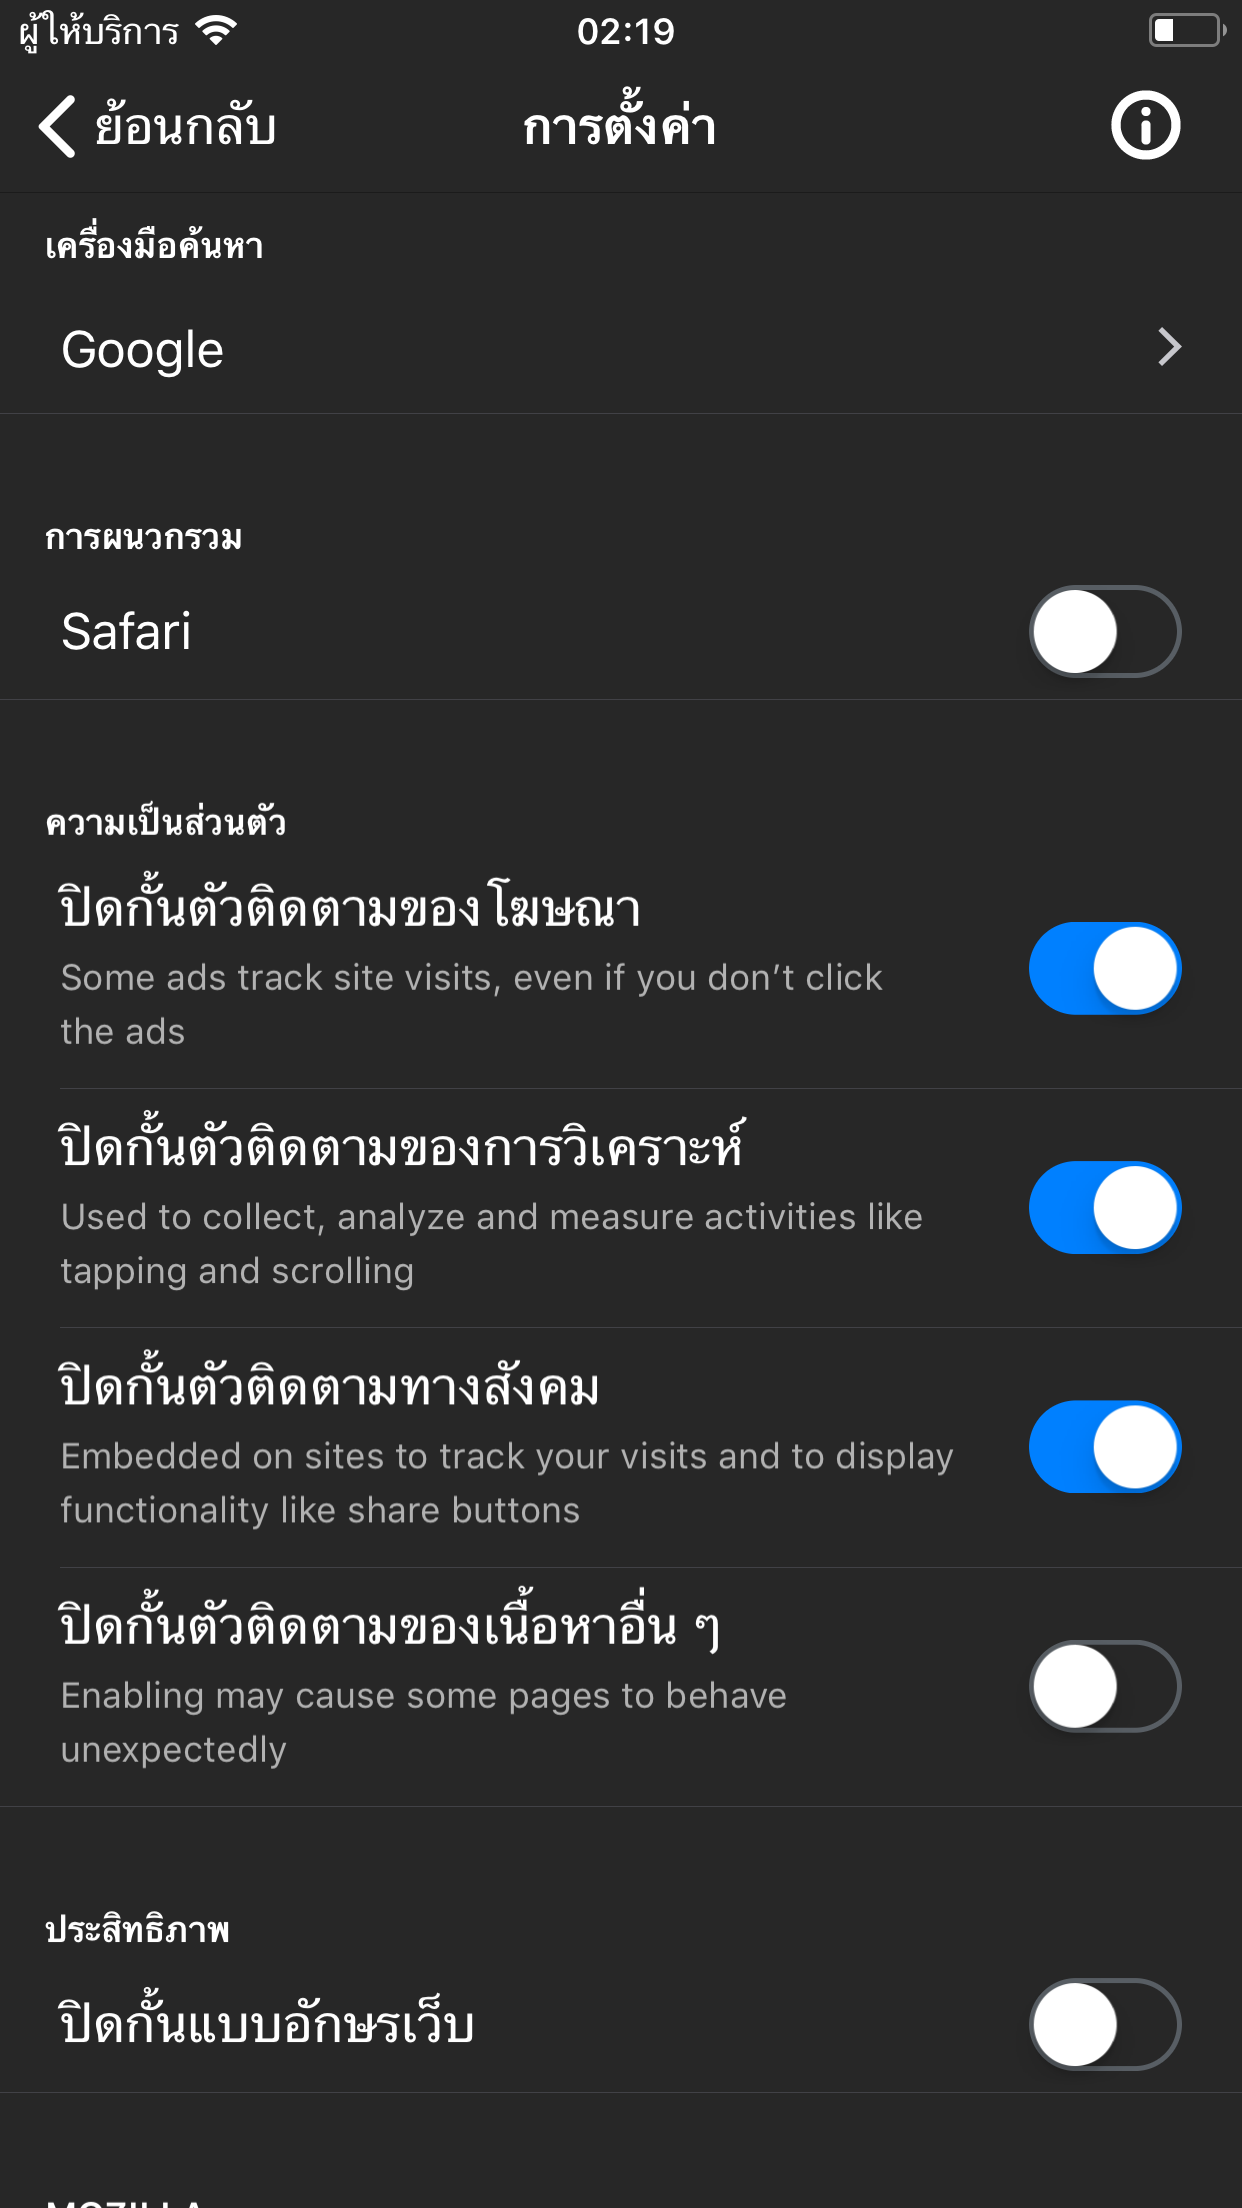 ผู้ให้บริการ 02:19
ย้อนกลับ การตั้งค่า
เครื่องมือค้นหา
Google
การผนวกรวม
Safari
ความเป็นส่วนตัว
ปิดกั้นตัวติดตามของโฆษณา
Some ads track site visits, even if you don’t click
the ads
ปิดกั้นตัวติดตามของการวิเคราะห์
Used to collect, analyze and measure activities like
tapping and scrolling
ปิดกั้นตัวติดตามทางสังคม
Embedded on sites to track your visits and to display
functionality like share buttons
ปิดกั้นตัวติดตามของเนื้อหาอื่น ๆ
Enabling may cause some pages to behave
unexpectedly
ประสิทธิภาพ
ปิดกั้นแบบอักษรเว็บ
MOZILLA